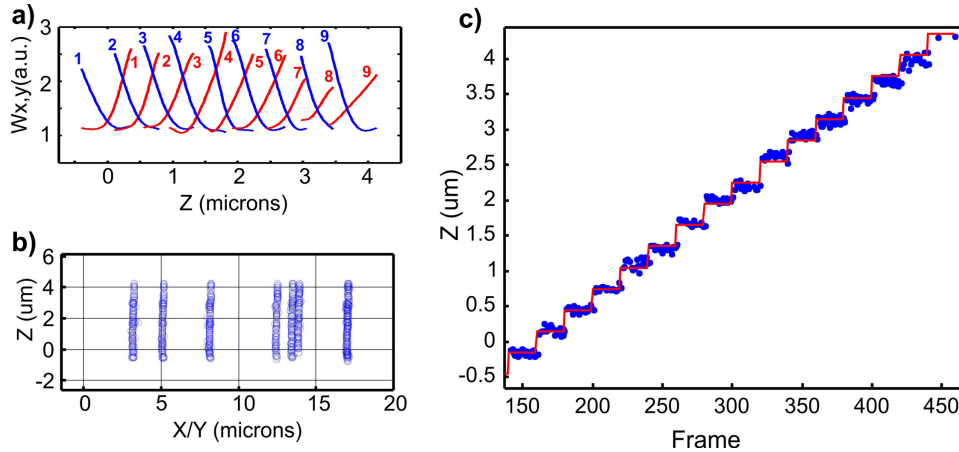 a)
Wx,y(a.u.)
3
2
1
1 2 3 4 5 6 7 8 9
1 2 3 4 5 6 7 8 9
0 1 2 3 4
Z (microns)
b)
Z (um)
6
4
2
0
-2
0 5 10 15 20
X/Y (microns)
c)
Z (um)
4
3.5
3
2.5
2
1.5
1
0.5
0
-0.5
150 200 250 300 350 400 450
Frame